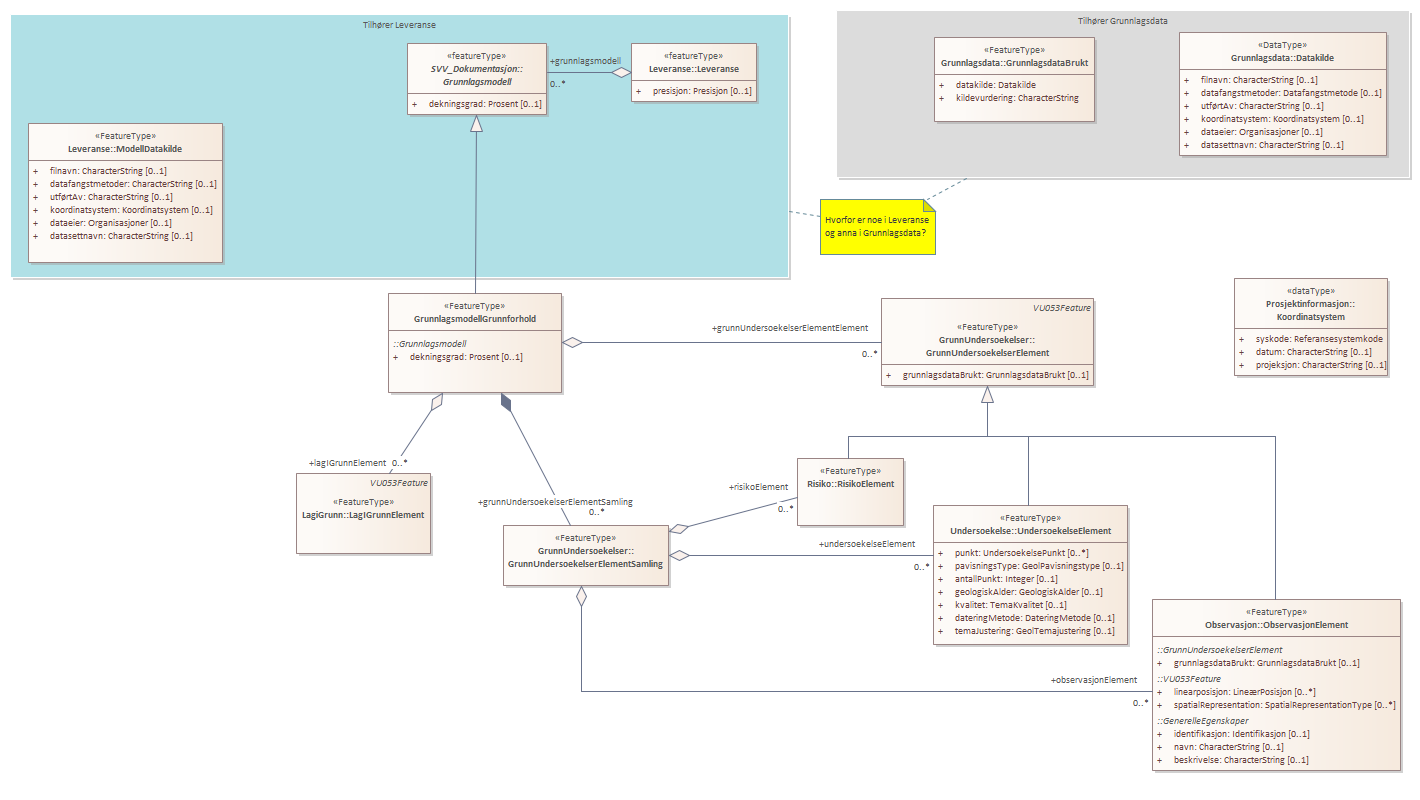 Tilhører Leveranse
«featureType»
SVV_Dokumentasjon::
Grunnlagsmodell
+ dekningsgrad: Prosent [0..1]
+grunnlagsmodell
0..*
«featureType»
Leveranse::Leveranse
+ presisjon: Presisjon [0..1]
«FeatureType»
Leveranse::ModellDatakilde
+ filnavn: CharacterString [0..1]
+ datafangstmetoder: CharacterString [0..1]
+ utførtAv: CharacterString [0..1]
+ koordinatsystem: Koordinatsystem [0..1]
+ dataeier: Organisasjoner [0..1]
+ datasettnavn: CharacterString [0..1]
Tilhører Grunnlagsdata
«FeatureType»
Grunnlagsdata::GrunnlagsdataBrukt
+ datakilde: Datakilde
+ kildevurdering: CharacterString
«DataType»
Grunnlagsdata::Datakilde
+ filnavn: CharacterString [0..1]
+ datafangstmetoder: Datafangstmetode [0..1]
+ utførtAv: CharacterString [0..1]
+ koordinatsystem: Koordinatsystem [0..1]
+ dataeier: Organisasjoner [0..1]
+ datasettnavn: CharacterString [0..1]
Hvorfor er noe i Leveranse
og anna i Grunnlagsdata?
«FeatureType»
GrunnlagsmodellGrunnforhold
::Grunnlagsmodell
+ dekningsgrad: Prosent [0..1]
+grunnUndersoekelserElementElement
0..*
VU053Feature
«FeatureType»
GrunnUndersoekelser::
GrunnUndersoekelserElement
+ grunnlagsdataBrukt: GrunnlagsdataBrukt [0..1]
«dataType»
Prosjektinformasjon::
Koordinatsystem
+ syskode: Referansesystemkode
+ datum: CharacterString [0..1]
+ projeksjon: CharacterString [0..1]
+lagIGrunnElement 0..*
VU053Feature
«FeatureType»
LagiGrunn::LagIGrunnElement
+grunnUndersoekelserElementSamling
0..*
«FeatureType»
GrunnUndersoekelser::
GrunnUndersoekelserElementSamling
+risikoElement
0..*
«FeatureType»
Risiko::RisikoElement
+undersoekelseElement
0..*
«FeatureType»
Undersoekelse::UndersoekelseElement
+ punkt: UndersoekelsePunkt [0..*]
+ pavisningsType: GeolPavisningstype [0..1]
+ antallPunkt: Integer [0..1]
+ geologiskAlder: GeologiskAlder [0..1]
+ kvalitet: TemaKvalitet [0..1]
+ dateringMetode: DateringMetode [0..1]
+ temaJustering: GeolTemajustering [0..1]
+observasjonElement
0..*
«FeatureType»
Observasjon::ObservasjonElement
::GrunnUndersoekelserElement
+ grunnlagsdataBrukt: GrunnlagsdataBrukt [0..1]
::VU053Feature
+ linearposisjon: LineærPosisjon [0..*]
+ spatialRepresentation: SpatialRepresentationType [0..*]
::GenerelleEgenskaper
+ identifikasjon: Identifikasjon [0..1]
+ navn: CharacterString [0..1]
+ beskrivelse: CharacterString [0..1]